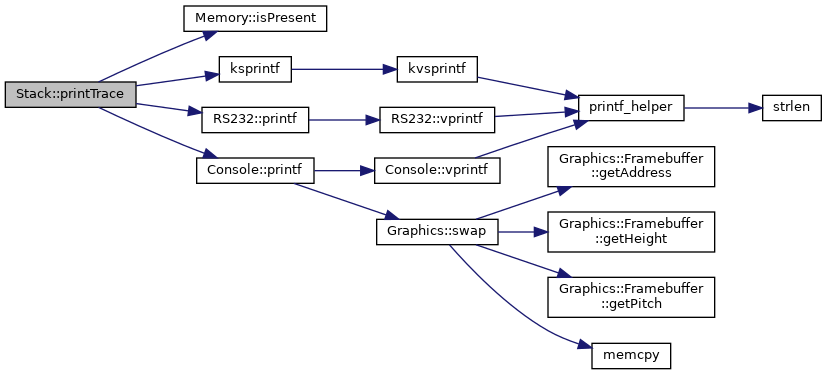 Stack::printTrace
Memory::isPresent
ksprintf
kvsprintf
printf_helper
strlen
RS232::printf
RS232::vprintf
Console::printf
Console::vprintf
Graphics::swap
Graphics::Framebuffer
::getAddress
Graphics::Framebuffer
::getHeight
Graphics::Framebuffer
::getPitch
memcpy